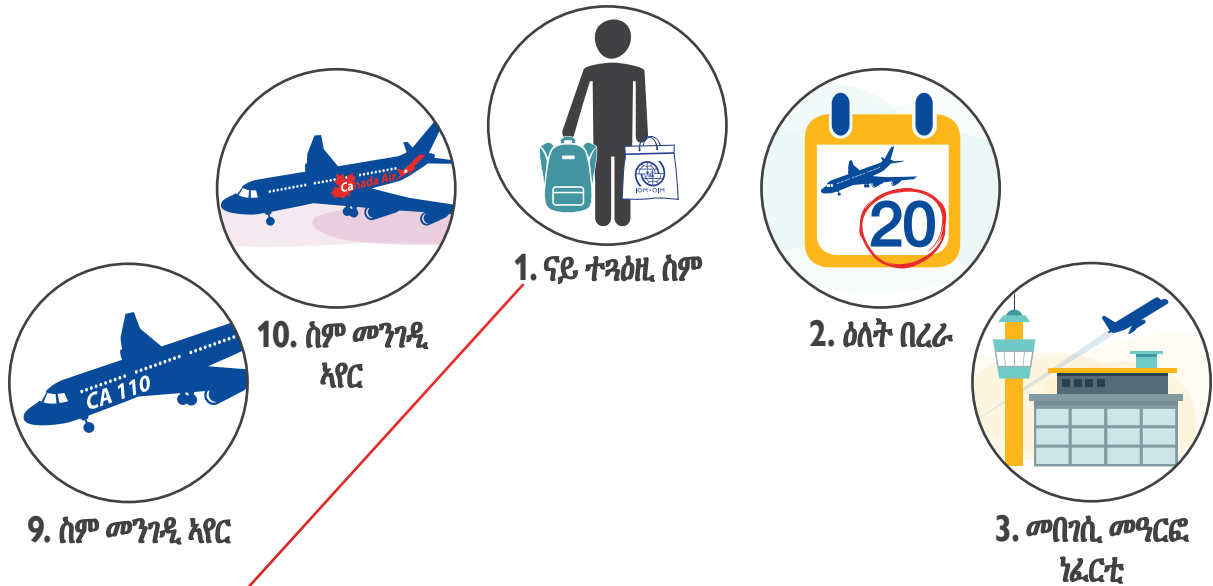 Canada Air
IOM • OIM
20
1. ናይ ተጓዕዚ ስም
10. ስም መንገዲ
ኣየር
2. ዕለት በረራ
CA 110
9. ስም መንገዲ ኣየር
3. መበገሲ መዓርፎ
ነፈርቲ